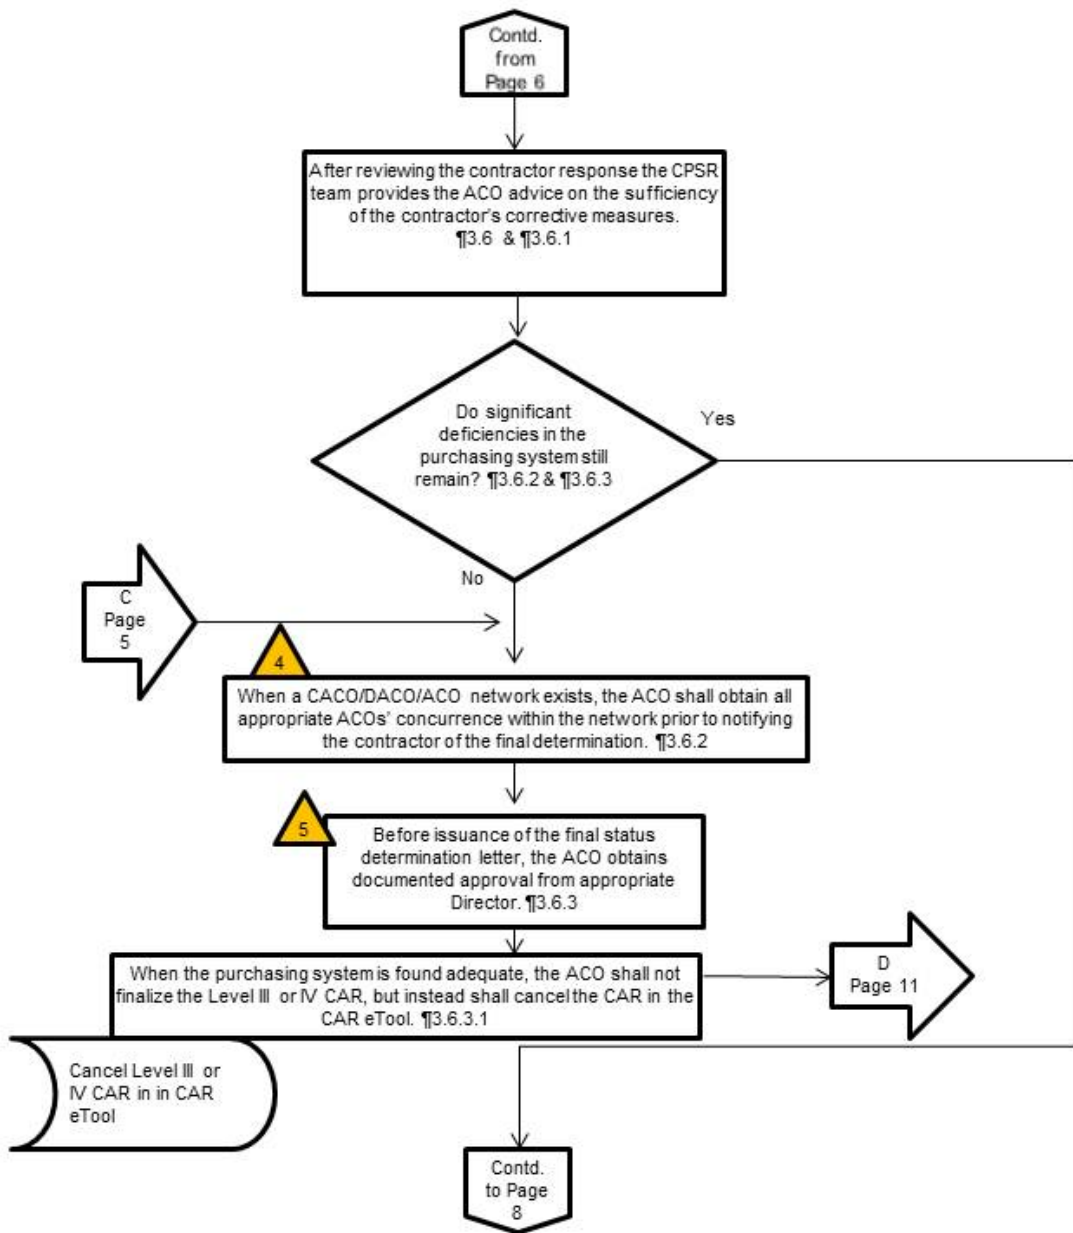 Contd.
from
Page 6
After reviewing the contractor response the CPSR
team provides the ACO advice on the sufficiency
of the contractor's corrective measures.
¶3.6 & ¶3.6.1
Do significant
deficiencies in the
purchasing system still
remain? ¶3.6.2 & ¶3.6.3
Yes
No
C
Page
5
4
When a CACO/DACO/ACO network exists, the ACO shall obtain all
appropriate ACOs' concurrence within the network prior to notifying
the contractor of the final determination. ¶3.6.2
5
Before issuance of the final status
determination letter, the ACO obtains
documented approval from appropriate
Director. ¶3.6.3
When the purchasing system is found adequate, the ACO shall not
finalize the Level III or IV CAR, but instead shall cancel the CAR in the
CAR eTool. ¶3.6.3.1
D
Page 11
Cancel Level III or
IV CAR in in CAR
eTool
Contd.
to Page
8